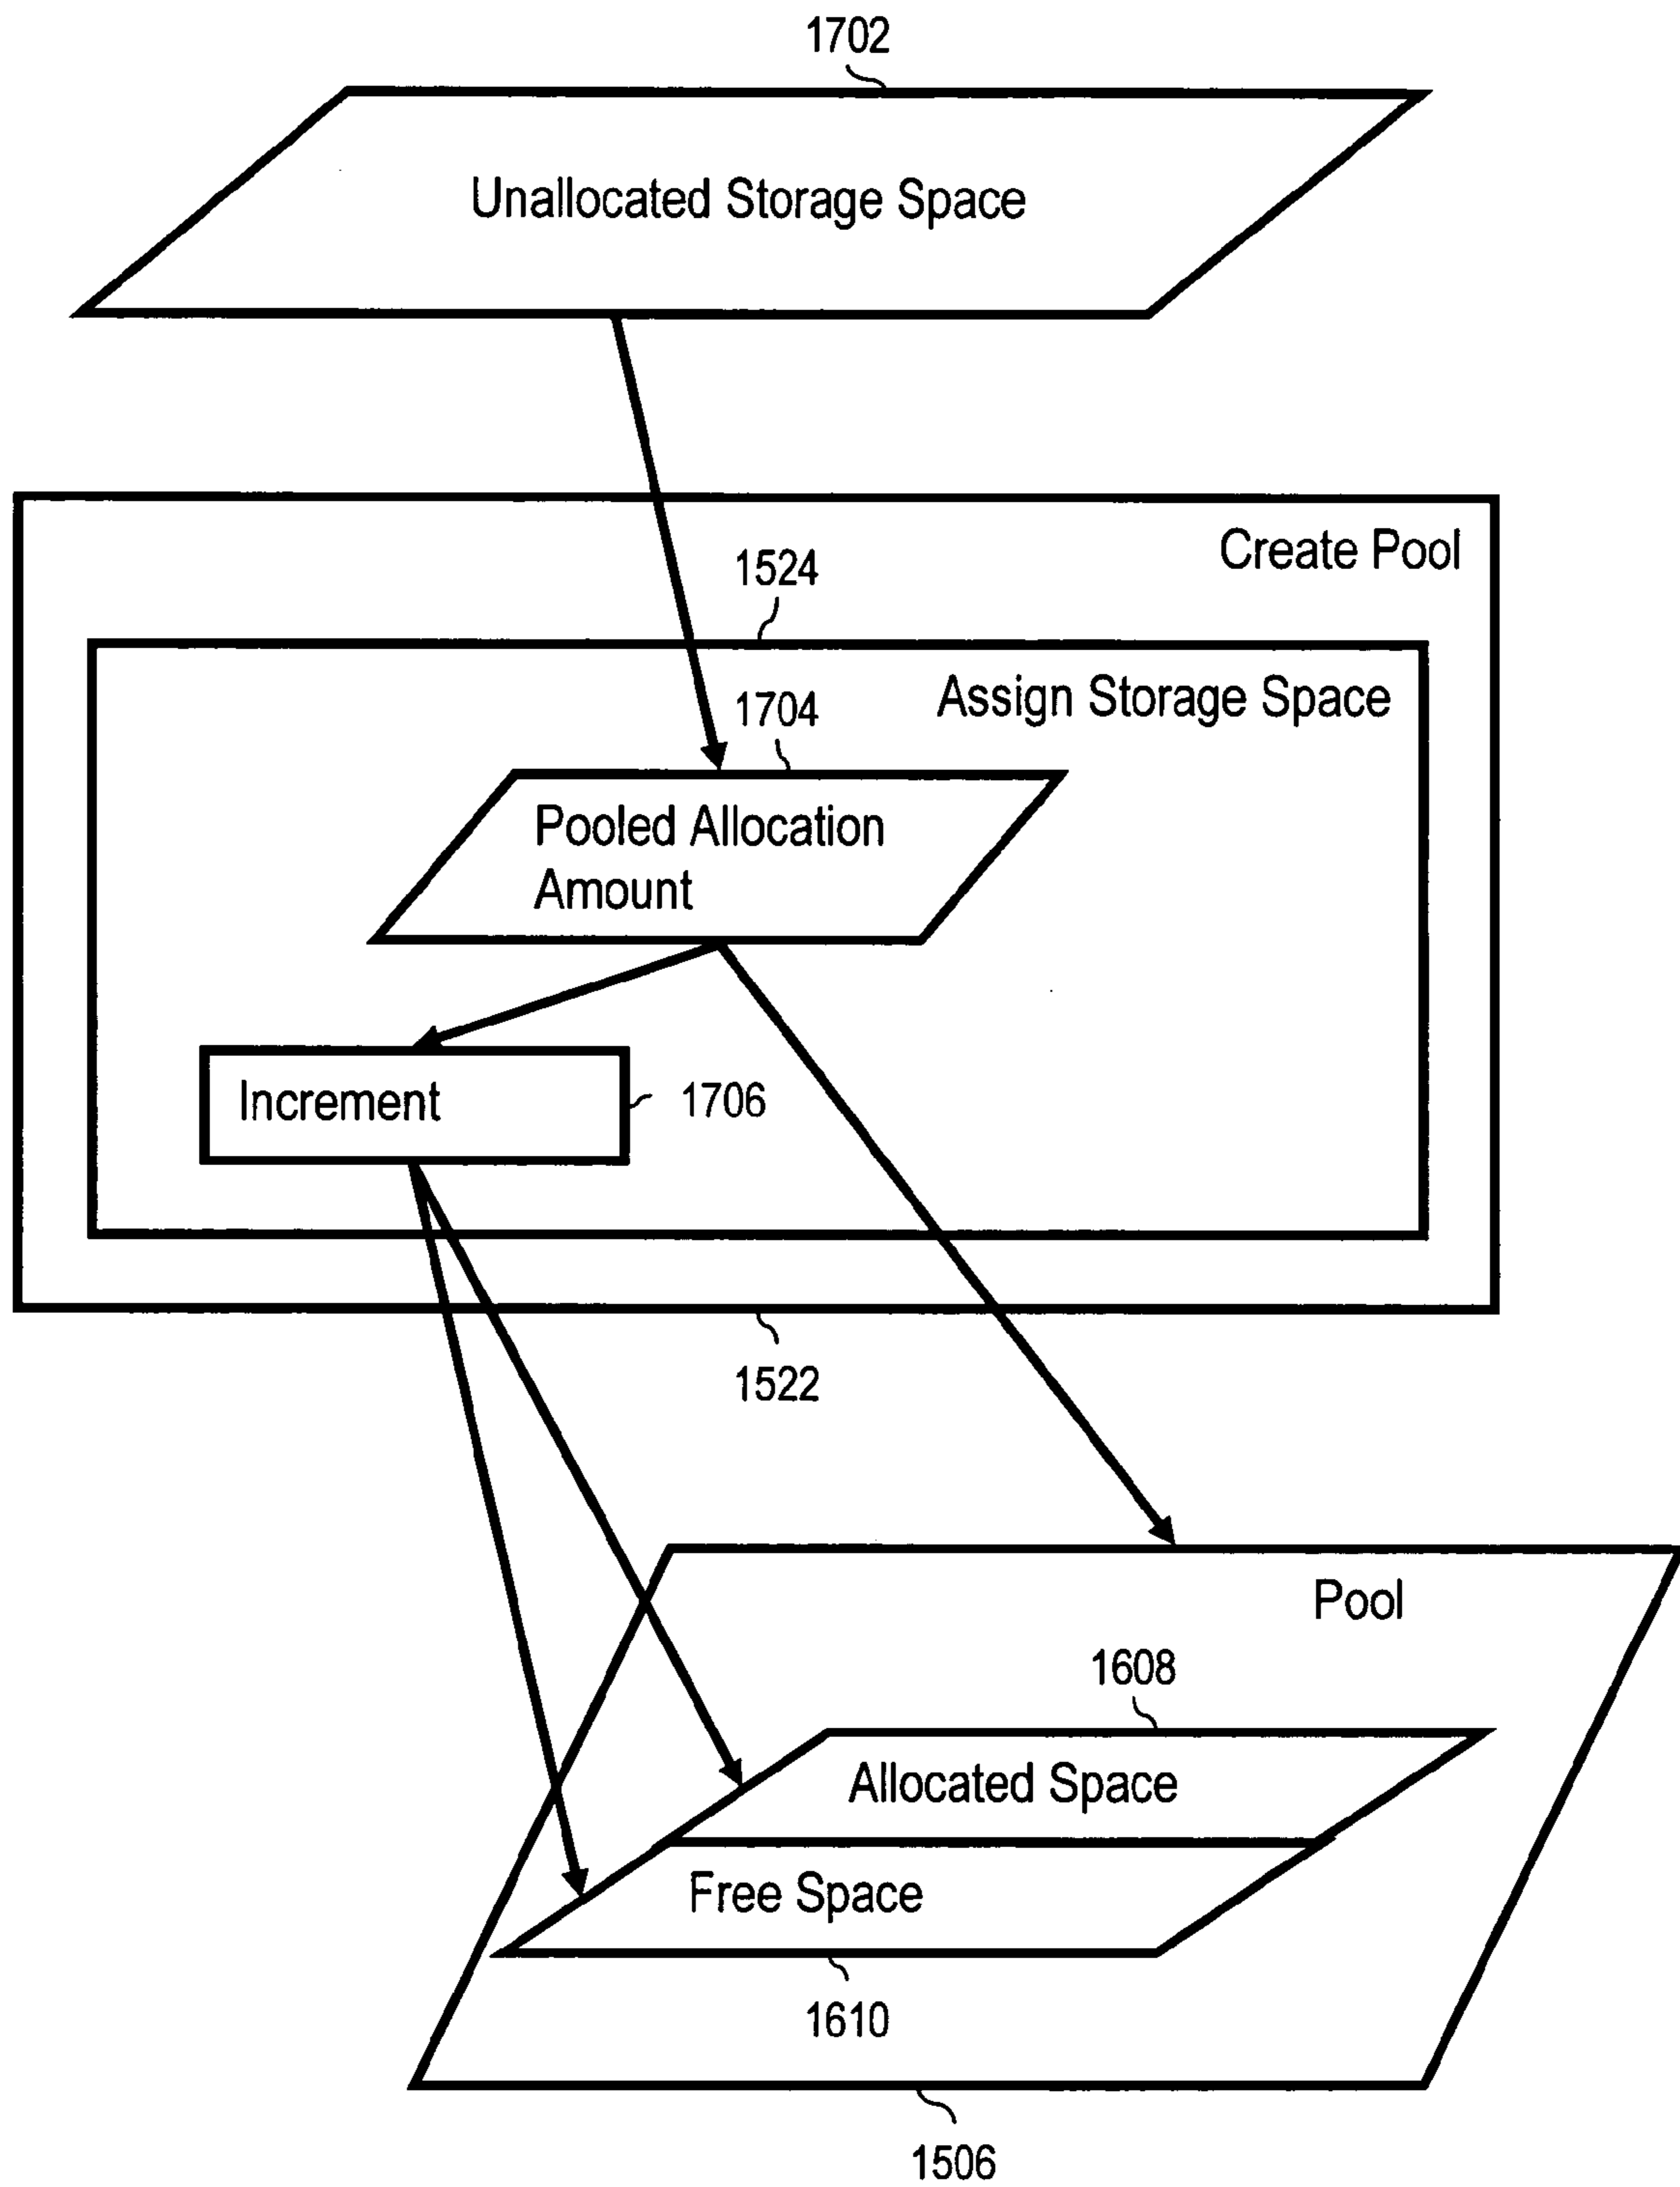 1702
Unallocated Storage Space
Create Pool
1524
Assign Storage Space
1704
Pooled Allocation
Amount
Increment
1706
1522
Pool
1608
Allocated Space
Free Space
1610
1506